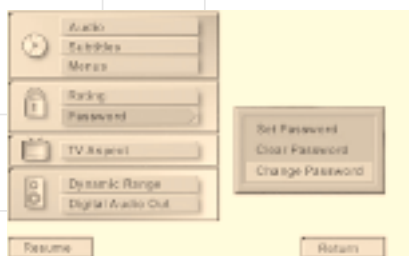 Audio
Subtitles
Menus
Rating
Password
TV Aspect
Dynamic Range
Digital Audio Out
Set Password
Clear Password
Change Password
Resume
Return